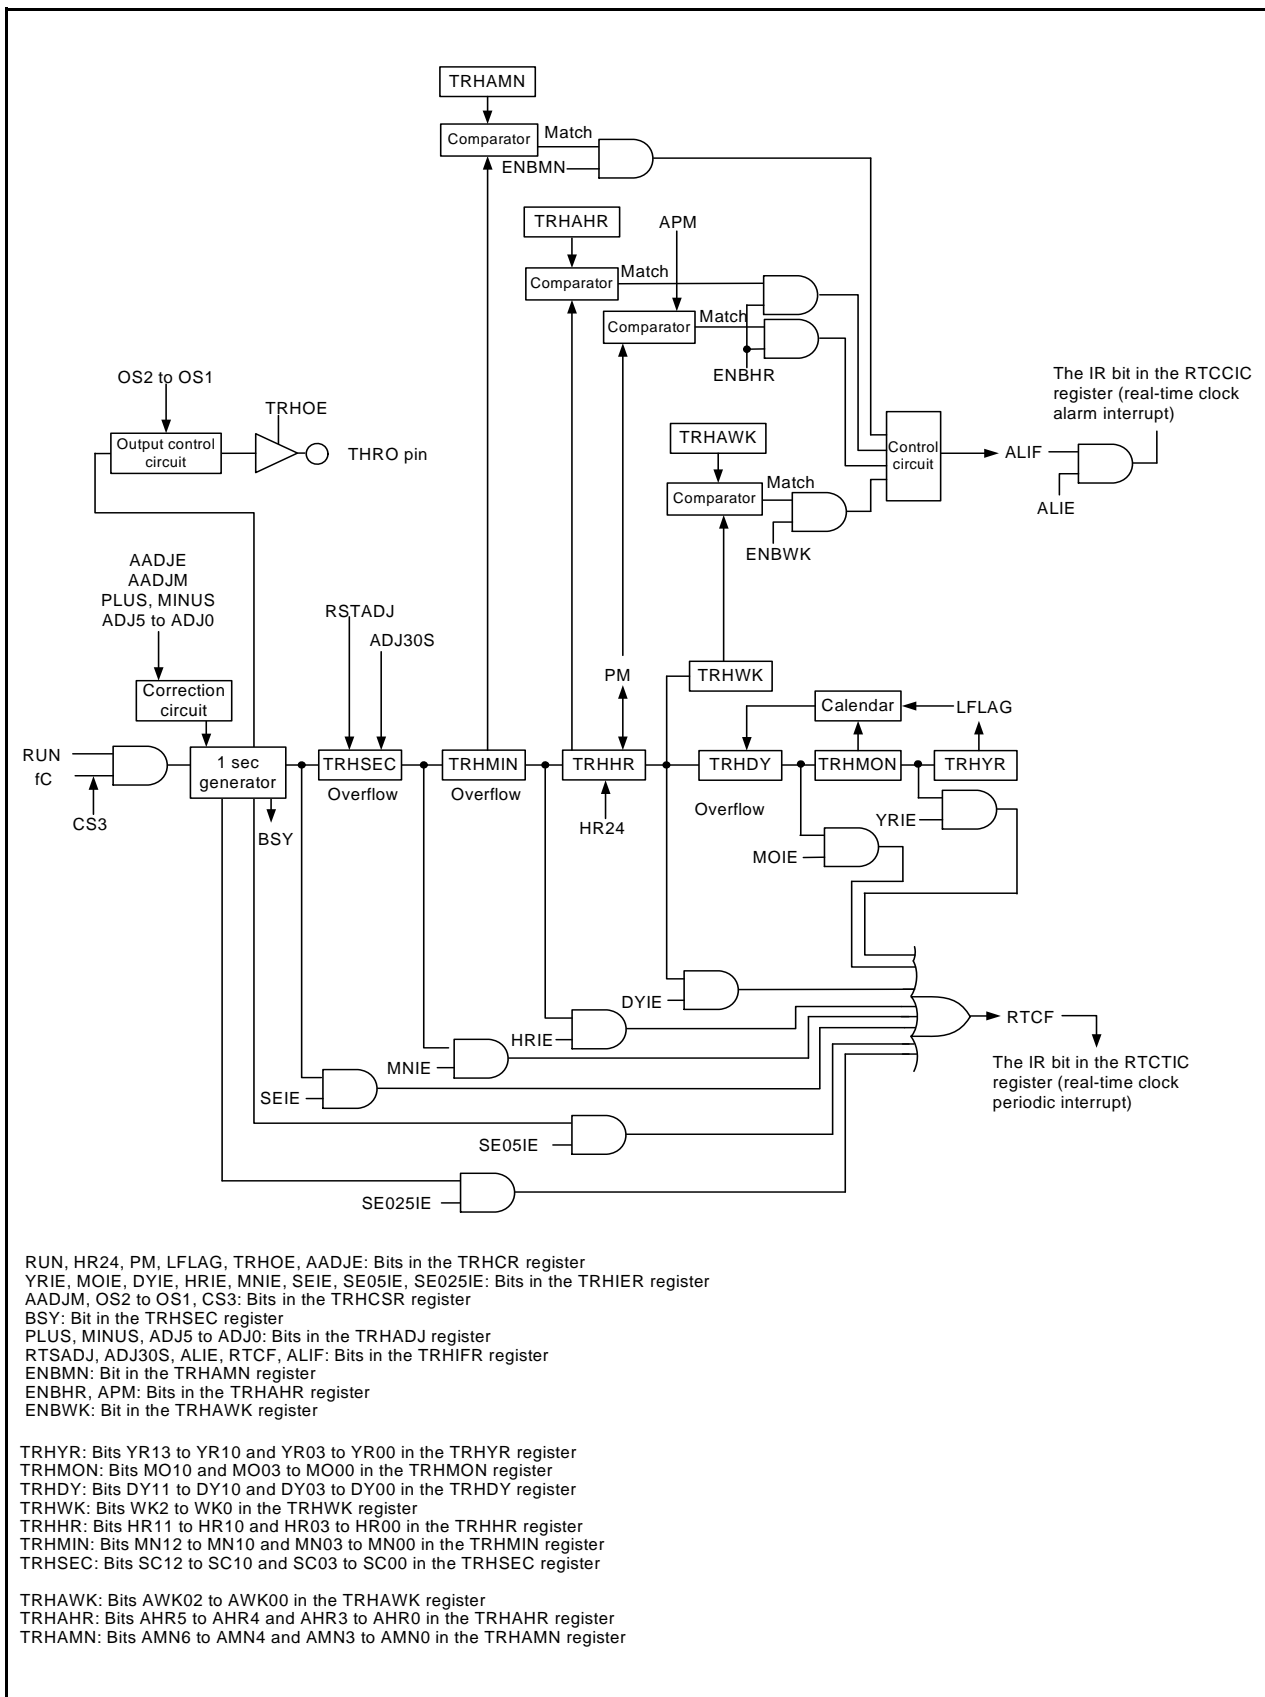 TRHAMN
Comparator
Match
ENBMN
TRHAHR
APM
Comparator
Match
Comparator
Match
ENBHR
OS2 to OS1
TRHOE
Output control
circuit
THRO pin
The IR bit in the RTCCIC
register (real-time clock
alarm interrupt)
TRHAWK
Control
circuit
ALIF
Comparator
Match
ALIE
ENBWK
AADJE
AADJM
PLUS, MINUS
ADJ5 to ADJ0
RSTADJ
ADJ30S
PM
TRHWK
Correction
circuit
Calendar
LFLAG
RUN
fC
1 sec
generator
TRHSEC
TRHMIN
TRHHR
TRHDY
TRHMON
TRHYR
Overflow
Overflow
Overflow
CS3
BSY
HR24
YRIE
MOIE
DYIE
HRIE
RTCF
MNIE
The IR bit in the RTCTIC
register (real-time clock
periodic interrupt)
SEIE
SE05IE
SE025IE
RUN, HR24, PM, LFLAG, TRHOE, AADJE: Bits in the TRHCR register
YRIE, MOIE, DYIE, HRIE, MNIE, SEIE, SE05IE, SE025IE: Bits in the TRHIER register
AADJM, OS2 to OS1, CS3: Bits in the TRHCSR register
BSY: Bit in the TRHSEC register
PLUS, MINUS, ADJ5 to ADJ0: Bits in the TRHADJ register
RTSADJ, ADJ30S, ALIE, RTCF, ALIF: Bits in the TRHIFR register
ENBMN: Bit in the TRHAMN register
ENBHR, APM: Bits in the TRHAHR register
ENBWK: Bit in the TRHAWK register
TRHYR: Bits YR13 to YR10 and YR03 to YR00 in the TRHYR register
TRHMON: Bits MO10 and MO03 to MO00 in the TRHMON register
TRHDY: Bits DY11 to DY10 and DY03 to DY00 in the TRHDY register
TRHWK: Bits WK2 to WK0 in the TRHWK register
TRHHR: Bits HR11 to HR10 and HR03 to HR00 in the TRHHR register
TRHMIN: Bits MN12 to MN10 and MN03 to MN00 in the TRHMIN register
TRHSEC: Bits SC12 to SC10 and SC03 to SC00 in the TRHSEC register
TRHAWK: Bits AWK02 to AWK00 in the TRHAWK register
TRHAHR: Bits AHR5 to AHR4 and AHR3 to AHR0 in the TRHAHR register
TRHAMN: Bits AMN6 to AMN4 and AMN3 to AMN0 in the TRHAMN register